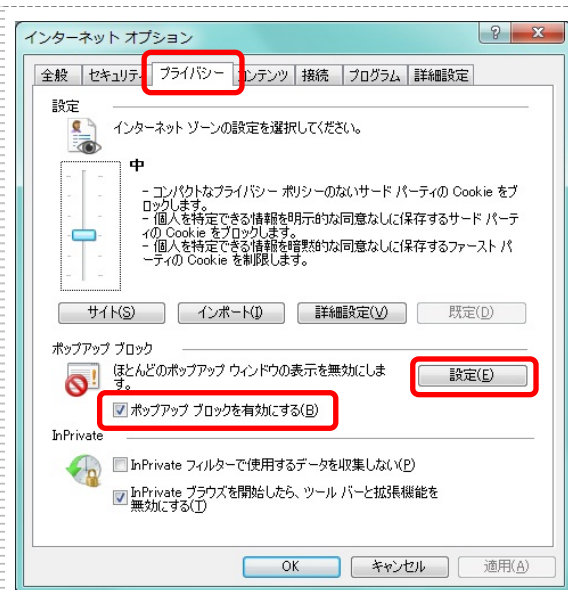 インターネット オプション
全般 セキュリティ プライバシー コンテンツ 接続 プログラム 詳細設定
設定
インターネット ゾーンの設定を選択してください。
中
- コンパクトなプライバシー ポリシーのないサード パーティの Cookie をブ
ロックします。
- 個人を特定できる情報を明示的な同意なしに保存するサード パーテ
ィの Cookie をブロックします。
- 個人を特定できる情報を暗黙的な同意なしに保存するファースト パ
ーティの Cookie を制限します。
サイト(S) インポート(I) 詳細設定(V) 既定(D)
ポップアップ ブロック
ほとんどのポップアップ ウィンドウの表示を無効にしま
す。
設定(E)
ポップアップ ブロックを有効にする(B)
InPrivate
InPrivate フィルターで使用するデータを収集しない(P)
InPrivate ブラウズを開始したら、ツール バーと拡張機能を
無効にする(T)
OK キャンセル 適用(A)